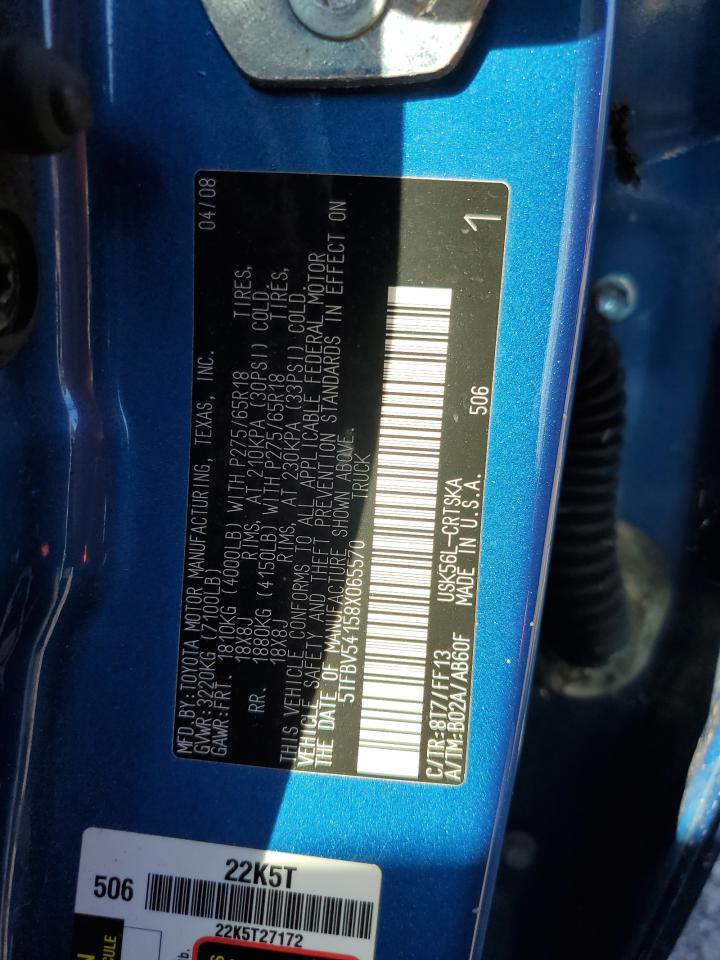 MFD.BY:TOYOTA MOTOR MANUFACTURING, TEXAS, INC. 04/08
GVWR:3220KG (7100LB)
GAWR:FRT. 1810KG (4000LB) WITH P275/65R18 TIRES,
18X8J RIMS, AT 210KPA (30PSI) COLD.
RR. 1880KG (4150LB) WITH P275/65R18 TIRES,
18X8J RIMS, AT 230KPA (33PSI) COLD.
THIS VEHICLE CONFORMS TO ALL APPLICABLE FEDERAL MOTOR
VEHICLE SAFETY AND THEFT PREVENTION STANDARDS IN EFFECT ON
THE DATE OF MANUFACTURE SHOWN ABOVE.
5TFBV54158X065570 TRUCK
C/TR:8T7/FF13 USK56L-CRTSKA 506
A/TM:B02A/AB60F MADE IN U.S.A.
1
22K5T
506
22K5T27172